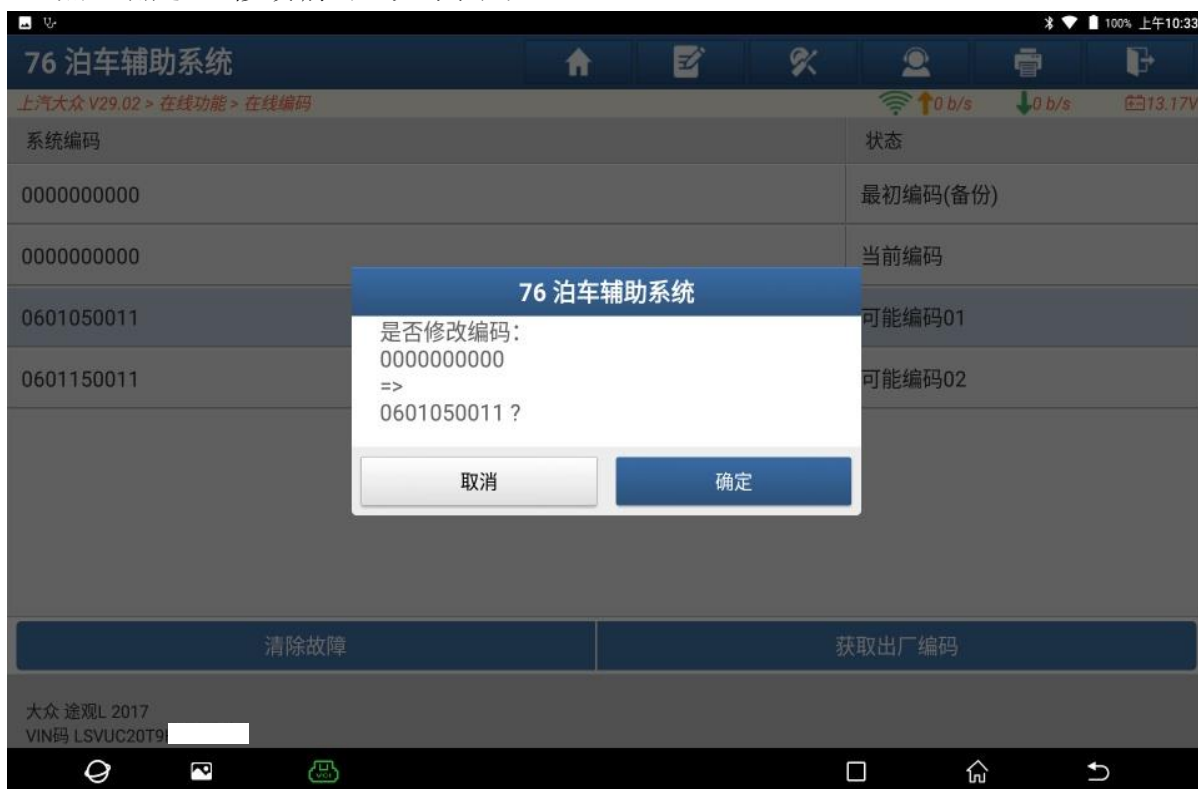 100% 上午10:33
76 泊车辅助系统
上汽大众 V29.02 > 在线功能 > 在线编码
0 b/s 0 b/s 13.17V
系统编码 状态
0000000000 最初编码(备份)
0000000000 当前编码
0601050011 可能编码01
0601150011 可能编码02
76 泊车辅助系统
是否修改编码:
0000000000
=>
0601050011 ?
取消 确定
清除故障 获取出厂编码
大众 途观L 2017
VIN码 LSVUC20T9
VCI